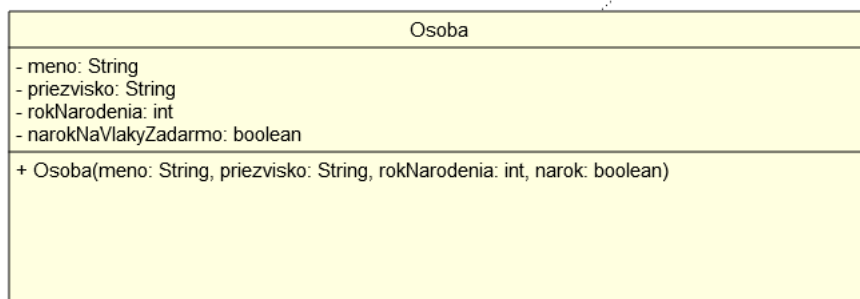 Osoba
- meno: String
- priezvisko: String
- rokNarodenia: int
- narokNaVlakyZadarmo: boolean
+ Osoba(meno: String, priezvisko: String, rokNarodenia: int, narok: boolean)